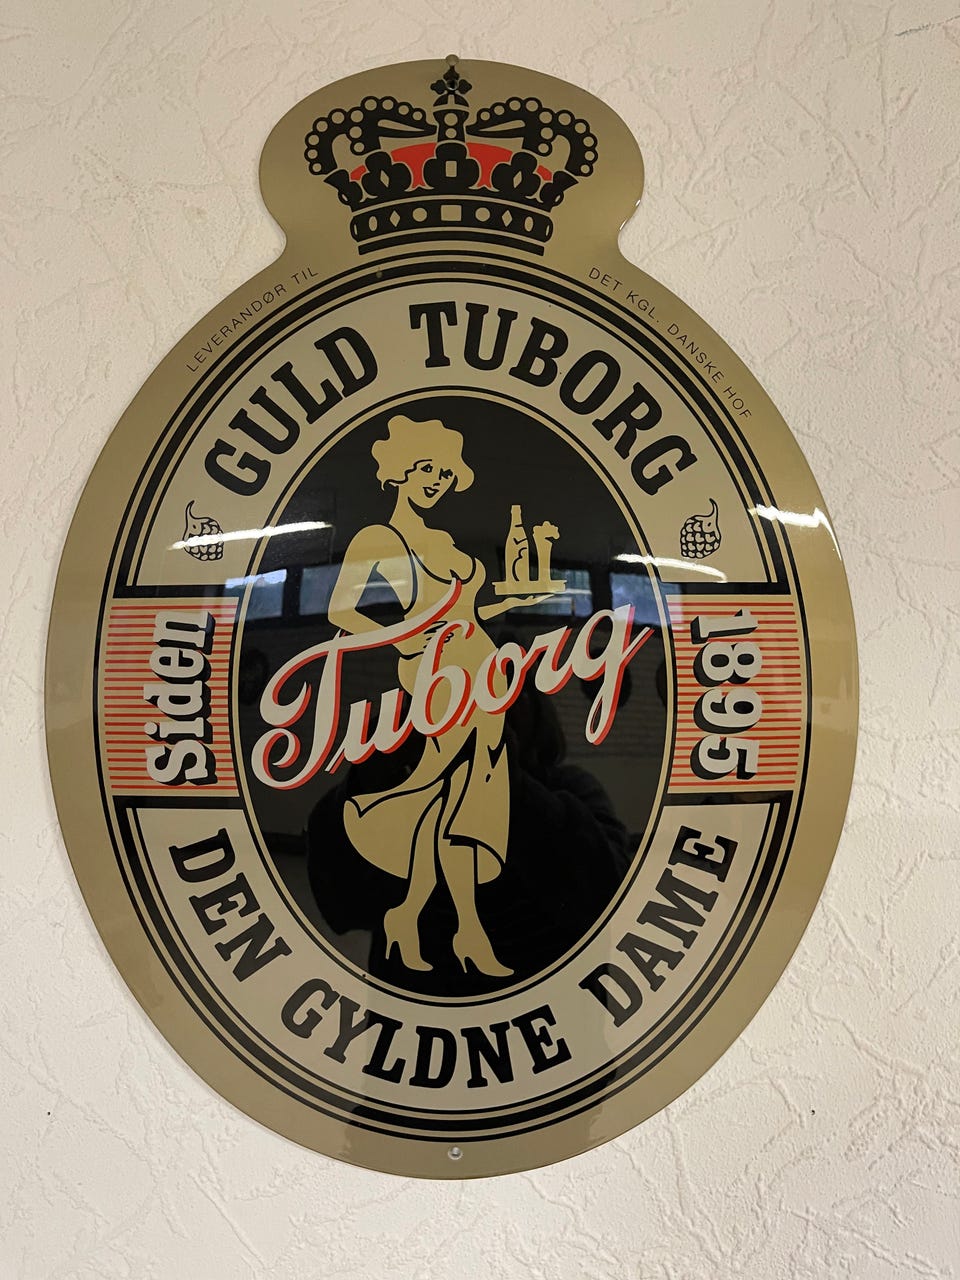 LEVERANDØR TIL
DET KGL. DANSKE HOF
GULD TUBORG
Siden
Tuborg
1895
DEN GYLDNE DAME